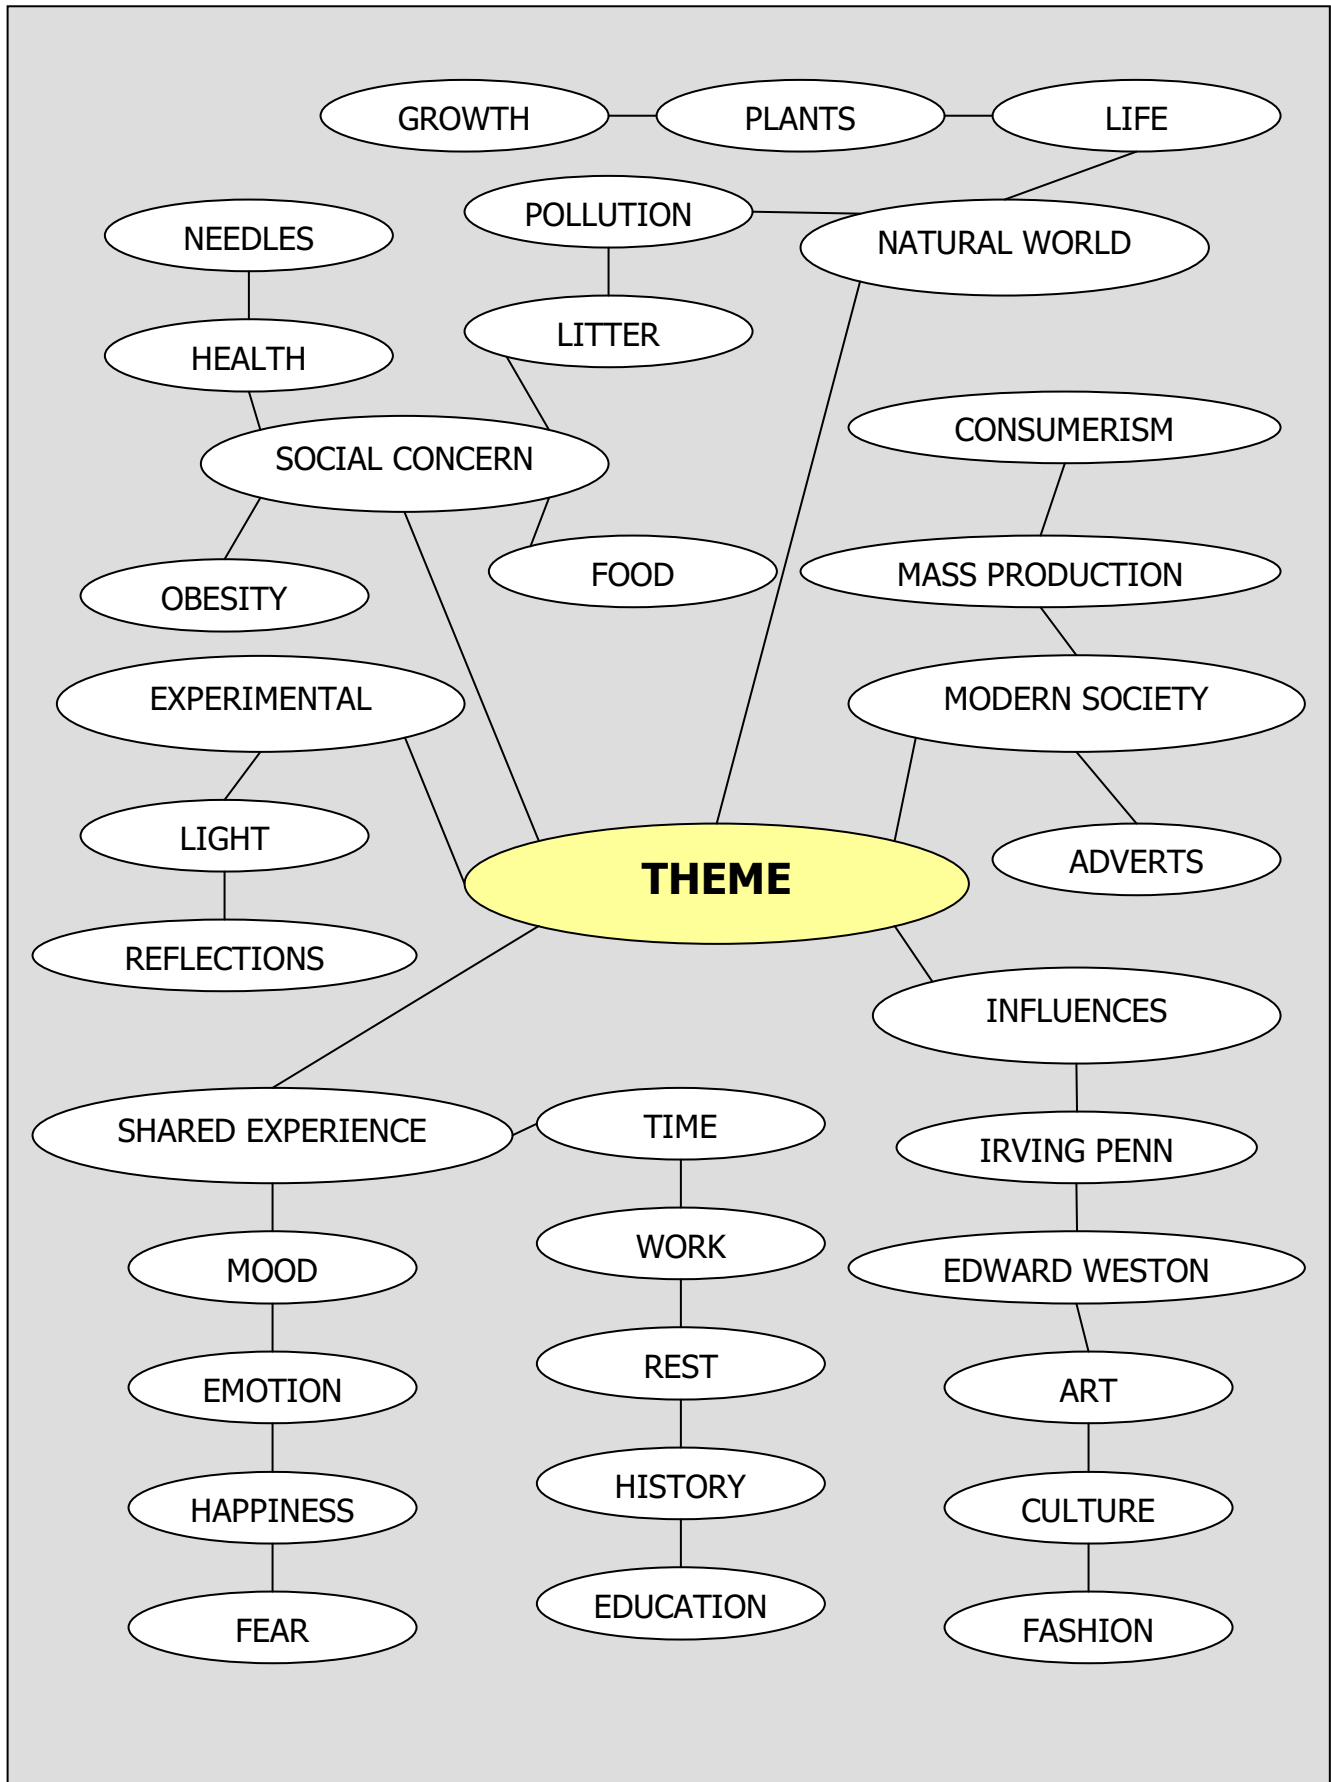 GROWTH
PLANTS
LIFE
POLLUTION
NEEDLES
NATURAL WORLD
LITTER
HEALTH
CONSUMERISM
SOCIAL CONCERN
FOOD
MASS PRODUCTION
OBESITY
EXPERIMENTAL
MODERN SOCIETY
LIGHT
ADVERTS
THEME
REFLECTIONS
INFLUENCES
SHARED EXPERIENCE
TIME
IRVING PENN
WORK
MOOD
EDWARD WESTON
REST
EMOTION
ART
HISTORY
HAPPINESS
CULTURE
EDUCATION
FEAR
FASHION